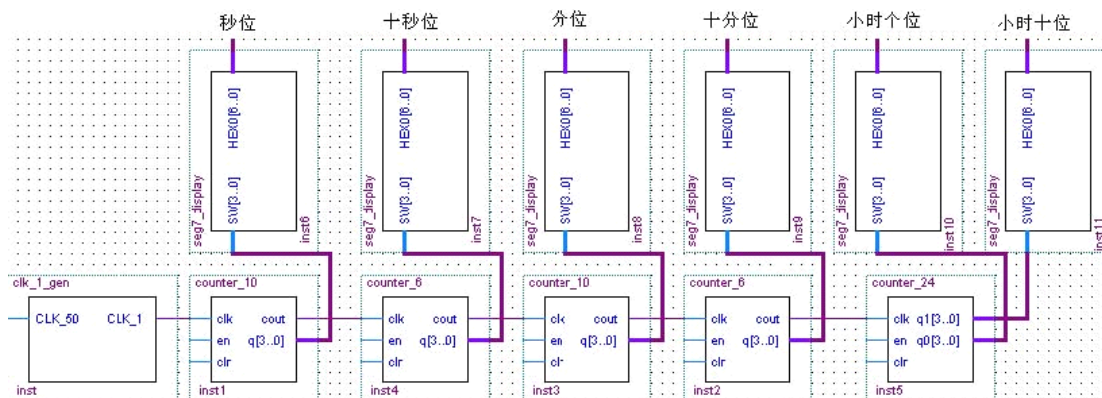 秒位 十秒位 分位 十分位 小时个位 小时十位
HEX0[6..0] HEX0[6..0] HEX0[6..0] HEX0[6..0] HEX0[6..0] HEX0[6..0]
SW[3..0] SW[3..0] SW[3..0] SW[3..0] SW[3..0] SW[3..0]
seg7_display seg7_display seg7_display seg7_display seg7_display seg7_display
inst6 inst7 inst8 inst9 inst10 inst11
clk_1_gen counter_10 counter_6 counter_10 counter_6 counter_24
CLK_50 CLK_1 clk cout clk cout clk cout clk cout clk q1[3..0]
en q[3..0] en q[3..0] en q[3..0] en q[3..0] en q0[3..0]
clr clr clr clr clr
inst inst1 inst4 inst3 inst2 inst5